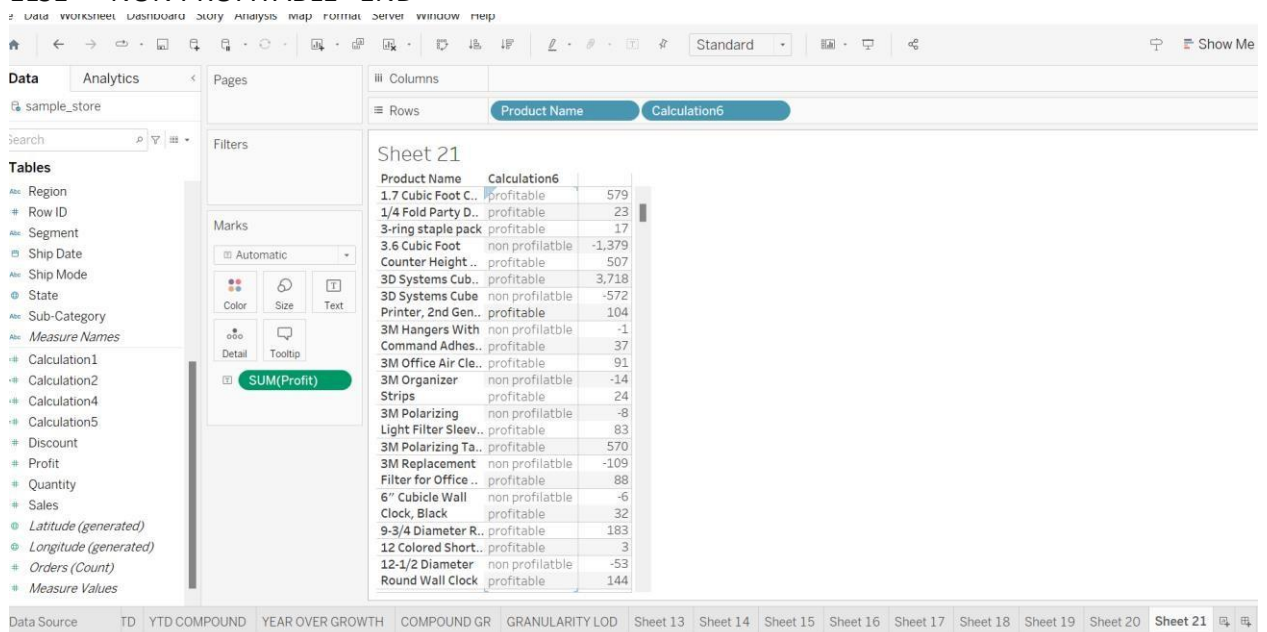 Data Worksheet Dashboard Story Analysis Map Format Server Window Help
Standard
Show Me
Data Analytics
sample_store
Search
Tables
Abc Region
# Row ID
Abc Segment
Ship Date
Abc Ship Mode
State
Abc Sub-Category
Abc Measure Names
# Calculation1
# Calculation2
# Calculation4
# Calculation5
# Discount
# Profit
# Quantity
# Sales
Latitude (generated)
Longitude (generated)
# Orders (Count)
# Measure Values
Pages
Filters
Marks
Automatic
Color Size Text
Detail Tooltip
SUM(Profit)
Columns
Rows Product Name Calculation6
Sheet 21
Product Name Calculation6
1.7 Cubic Foot C.. profitable 579
1/4 Fold Party D.. profitable 23
3-ring staple pack profitable 17
3.6 Cubic Foot non profilatble -1,379
Counter Height .. profitable 507
3D Systems Cub.. profitable 3,718
3D Systems Cube non profilatble -572
Printer, 2nd Gen.. profitable 104
3M Hangers With non profilatble -1
Command Adhes.. profitable 37
3M Office Air Cle.. profitable 91
3M Organizer non profilatble -14
Strips profitable 24
3M Polarizing non profilatble -8
Light Filter Sleev.. profitable 83
3M Polarizing Ta.. profitable 570
3M Replacement non profilatble -109
Filter for Office .. profitable 88
6" Cubicle Wall non profilatble -6
Clock, Black profitable 32
9-3/4 Diameter R.. profitable 183
12 Colored Short.. profitable 3
12-1/2 Diameter non profilatble -53
Round Wall Clock profitable 144
Data Source TD YTD COMPOUND YEAR OVER GROWTH COMPOUND GR GRANULARITY LOD Sheet 13 Sheet 14 Sheet 15 Sheet 16 Sheet 17 Sheet 18 Sheet 19 Sheet 20 Sheet 21